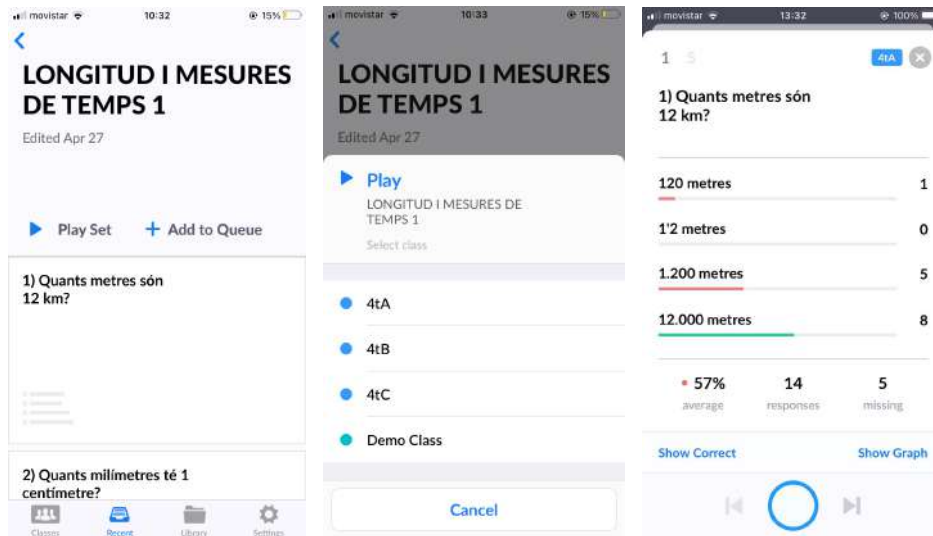 movistar 10:32 15%
LONGITUD I MESURES
DE TEMPS 1
Edited Apr 27
Play Set + Add to Queue
1) Quants metres són
12 km?
2) Quants milímetres té 1
centímetre?
Classes Recent Library Settings
movistar 10:33 15%
LONGITUD I MESURES
DE TEMPS 1
Edited Apr 27
Play
LONGITUD I MESURES DE
TEMPS 1
Select class
4tA
4tB
4tC
Demo Class
Cancel
movistar 13:32 100%
1 S 4tA
1) Quants metres són
12 km?
120 metres 1
1'2 metres 0
1.200 metres 5
12.000 metres 8
57% 14 5
average responses missing
Show Correct Show Graph